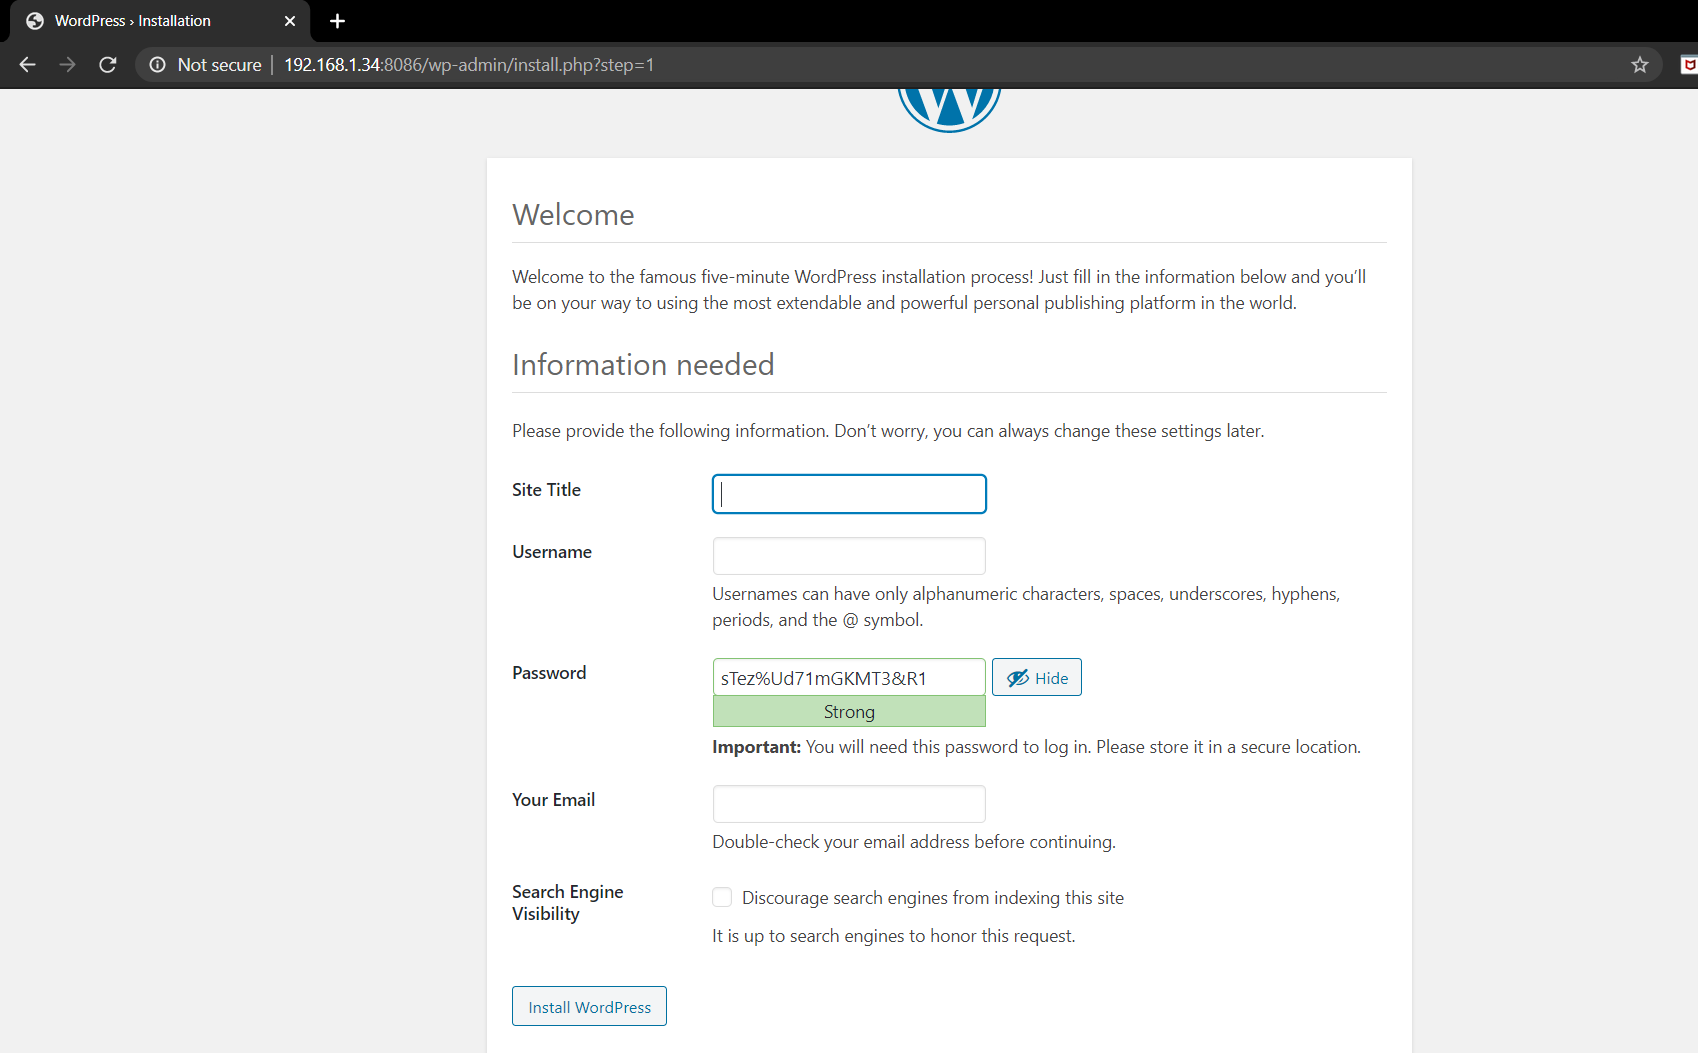 WordPress › Installation
Not secure
192.168.1.34:8086/wp-admin/install.php?step=1
Welcome
Welcome to the famous five-minute WordPress installation process! Just fill in the information below and you’ll
be on your way to using the most extendable and powerful personal publishing platform in the world.
Information needed
Please provide the following information. Don’t worry, you can always change these settings later.
Site Title
Username
Usernames can have only alphanumeric characters, spaces, underscores, hyphens,
periods, and the @ symbol.
Password
sTez%Ud71mGKMT3&R1
Hide
Strong
Important: You will need this password to log in. Please store it in a secure location.
Your Email
Double-check your email address before continuing.
Search Engine
Visibility
Discourage search engines from indexing this site
It is up to search engines to honor this request.
Install WordPress